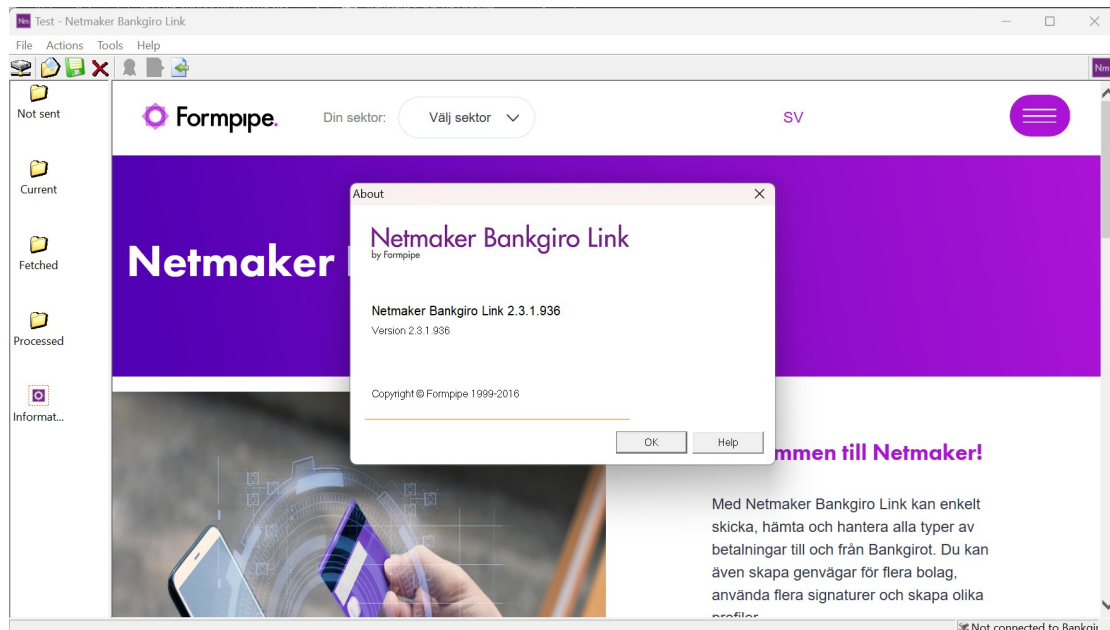 Nm Test - Netmaker Bankgiro Link
File Actions Tools Help
Nm
Not sent
Current
Fetched
Processed
Informat...
Formpipe.
Din sektor:
Välj sektor
SV
Netmaker
About
Netmaker Bankgiro Link
by Formpipe
Netmaker Bankgiro Link 2.3.1.936
Version 2.3.1.936
Copyright © Formpipe 1999-2016
OK Help
mmen till Netmaker!
Med Netmaker Bankgiro Link kan enkelt
skicka, hämta och hantera alla typer av
betalningar till och från Bankgirot. Du kan
även skapa genvägar för flera bolag,
använda flera signaturer och skapa olika
profiler
Not connected to Bankgir